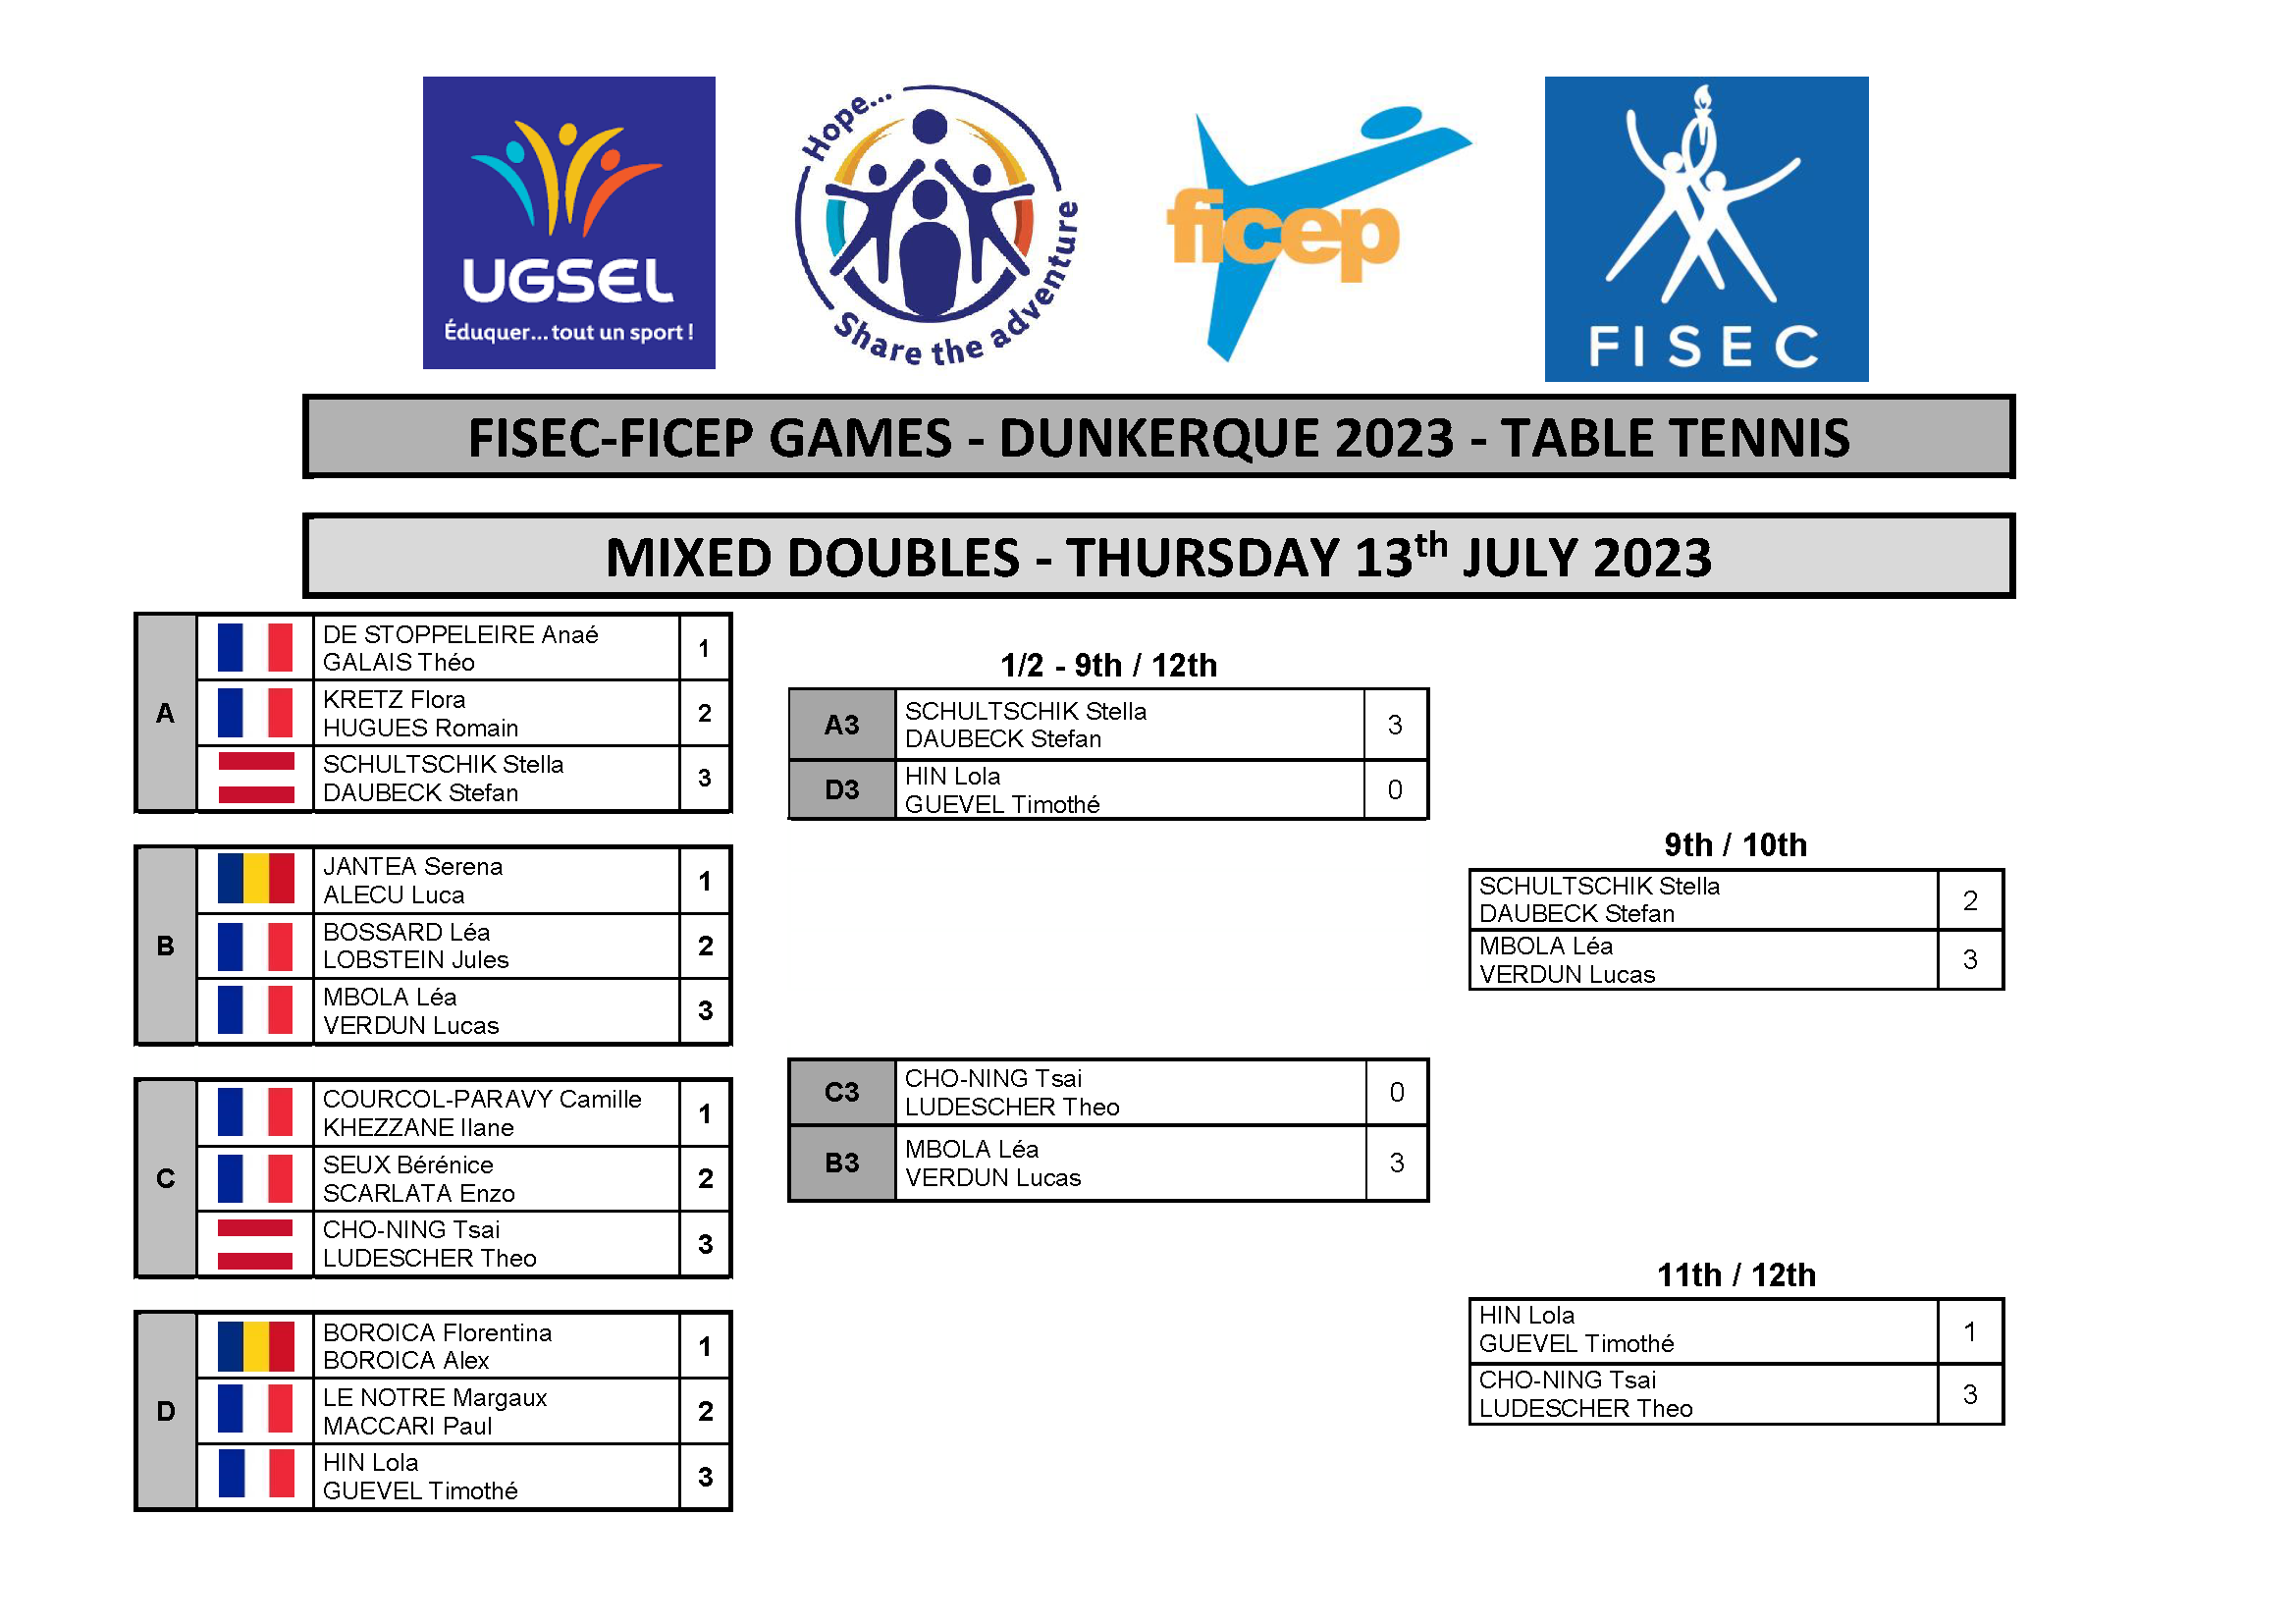 UGSEL
Éduquer... tout un sport !
Hope...
Share the adventure
ficep
FISEC
FISEC-FICEP GAMES - DUNKERQUE 2023 - TABLE TENNIS
MIXED DOUBLES - THURSDAY 13th JULY 2023
A
DE STOPPELEIRE Anaé
GALAIS Théo
1
KRETZ Flora
HUGUES Romain
2
SCHULTSCHIK Stella
DAUBECK Stefan
3
B
JANTEA Serena
ALECU Luca
1
BOSSARD Léa
LOBSTEIN Jules
2
MBOLA Léa
VERDUN Lucas
3
C
COURCOL-PARAVY Camille
KHEZZANE Ilane
1
SEUX Bérénice
SCARLATA Enzo
2
CHO-NING Tsai
LUDESCHER Theo
3
D
BOROICA Florentina
BOROICA Alex
1
LE NOTRE Margaux
MACCARI Paul
2
HIN Lola
GUEVEL Timothé
3
1/2 - 9th / 12th
A3
SCHULTSCHIK Stella
DAUBECK Stefan
3
D3
HIN Lola
GUEVEL Timothé
0
C3
CHO-NING Tsai
LUDESCHER Theo
0
B3
MBOLA Léa
VERDUN Lucas
3
9th / 10th
SCHULTSCHIK Stella
DAUBECK Stefan
2
MBOLA Léa
VERDUN Lucas
3
11th / 12th
HIN Lola
GUEVEL Timothé
1
CHO-NING Tsai
LUDESCHER Theo
3